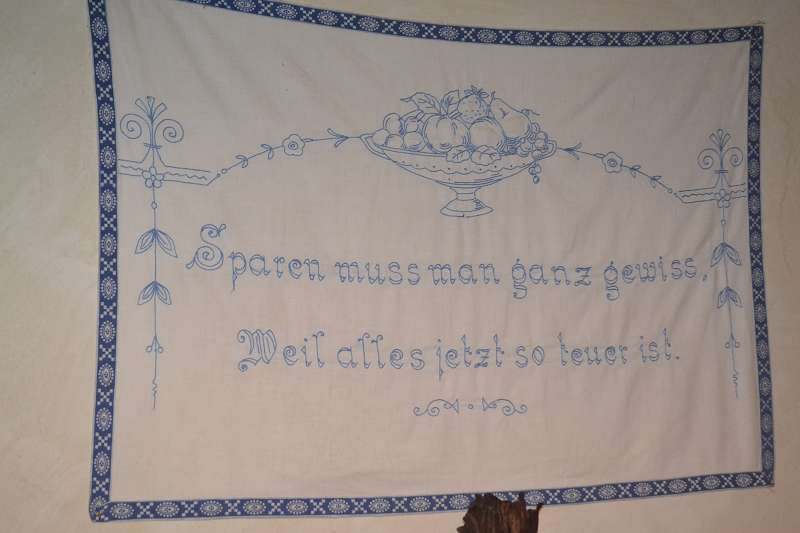 Sparen muss man ganz gewiss,
Weil alles jetzt so teuer ist.